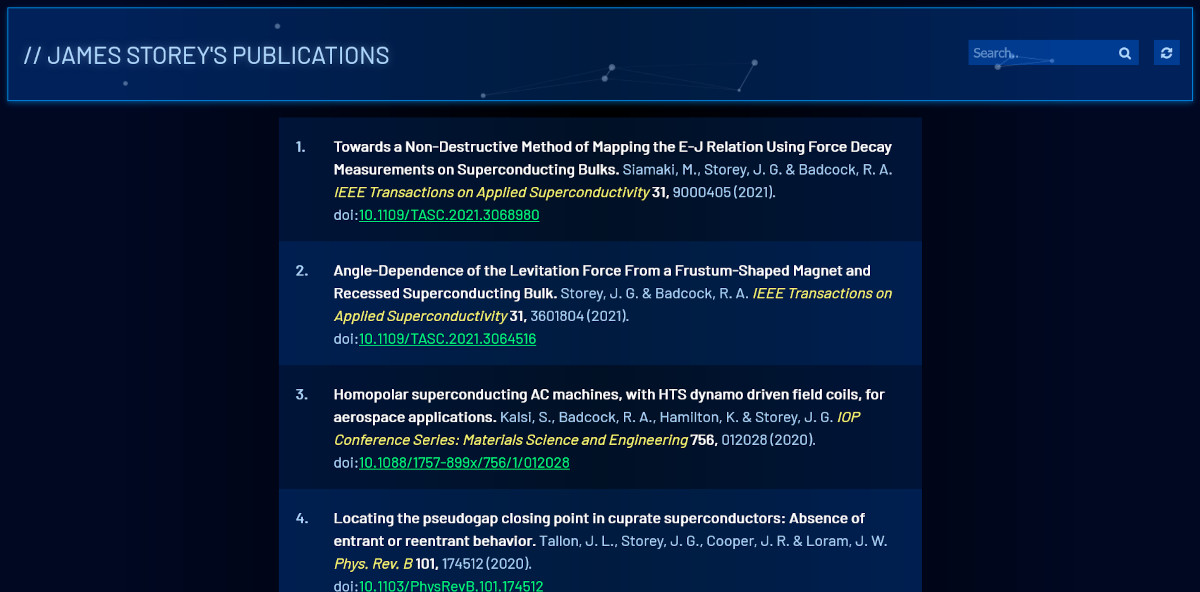 // JAMES STOREY'S PUBLICATIONS
Search...
1. Towards a Non-Destructive Method of Mapping the E-J Relation Using Force Decay
Measurements on Superconducting Bulks. Siamaki, M., Storey, J. G. & Badcock, R. A.
IEEE Transactions on Applied Superconductivity 31, 9000405 (2021).
doi:10.1109/TASC.2021.3068980
2. Angle-Dependence of the Levitation Force From a Frustum-Shaped Magnet and
Recessed Superconducting Bulk. Storey, J. G. & Badcock, R. A. IEEE Transactions on
Applied Superconductivity 31, 3601804 (2021).
doi:10.1109/TASC.2021.3064516
3. Homopolar superconducting AC machines, with HTS dynamo driven field coils, for
aerospace applications. Kalsi, S., Badcock, R. A., Hamilton, K. & Storey, J. G. IOP
Conference Series: Materials Science and Engineering 756, 012028 (2020).
doi:10.1088/1757-899x/756/1/012028
4. Locating the pseudogap closing point in cuprate superconductors: Absence of
entrant or reentrant behavior. Tallon, J. L., Storey, J. G., Cooper, J. R. & Loram, J. W.
Phys. Rev. B 101, 174512 (2020).
doi:10.1103/PhysRevB.101.174512